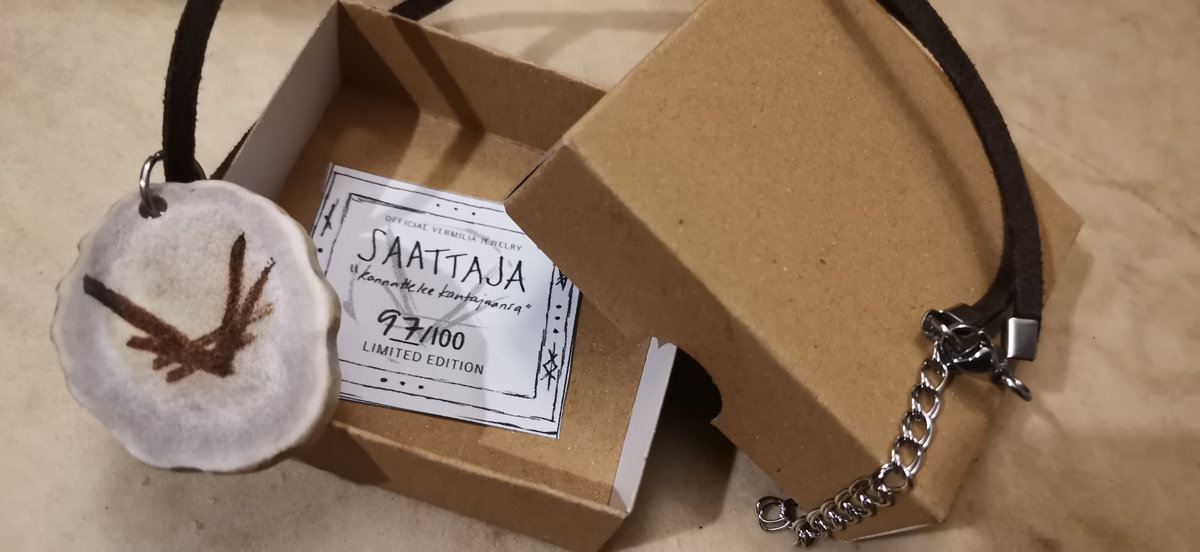 OFFICIAL VERMILIA JEWELRY
SAATTAJA
"Kannattelee kantajaansa"
97/100
LIMITED EDITION